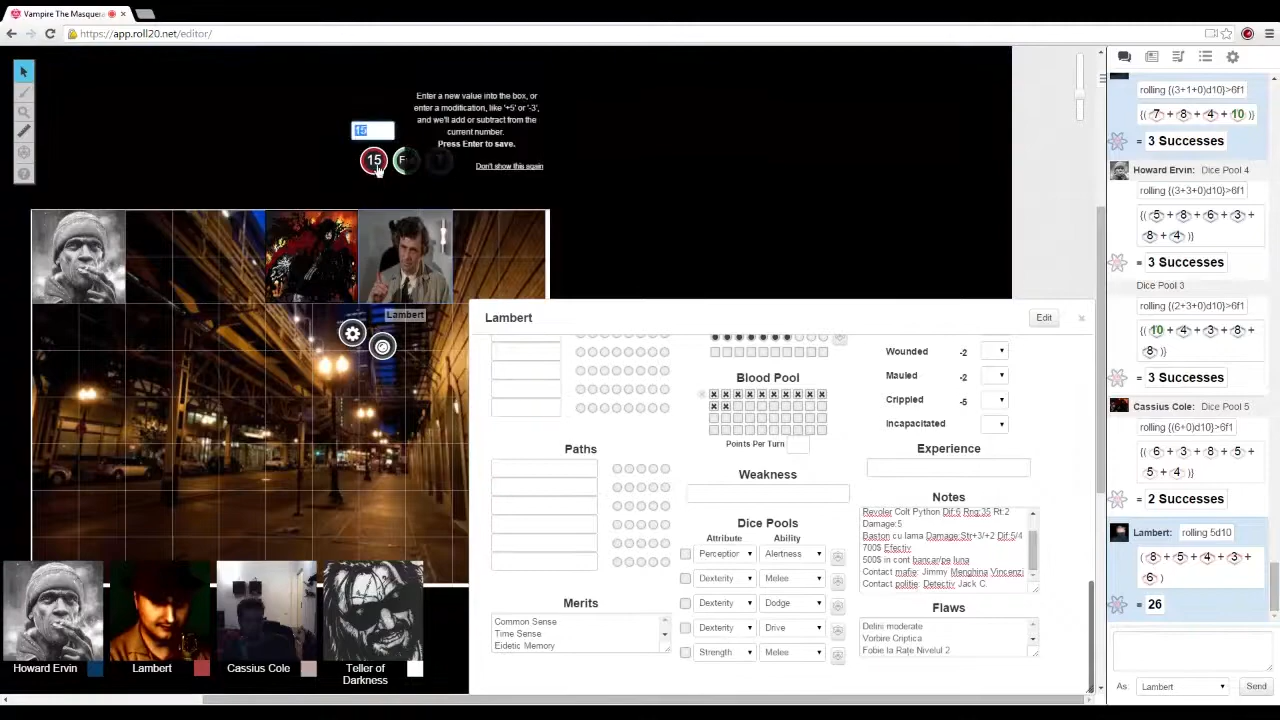 Vampire The Masquera
https://app.roll20.net/editor/
Enter a new value into the box, or
enter a modification, like '+5' or '-3',
and we'll add or subtract from the
current number.
Press Enter to save.
Don't show this again
15
15
Lambert
Lambert
Edit
Blood Pool
Points Per Turn
Weakness
Dice Pools
Attribute Ability
Perception Alertness
Dexterity Melee
Dexterity Dodge
Dexterity Drive
Strength Melee
Paths
Merits
Common Sense
Time Sense
Eidetic Memory
Wounded -2
Mauled -2
Crippled -5
Incapacitated
Experience
Notes
Revoler Colt Python Dif:6 Rng:35 Rt:2
Damage:5
Baston cu lama Damage:Str+3/+2 Dif.5/4
700$ Efectiv
500$ in cont bancar/pe luna
Contact mafie: Jimmy Menghina Vincenzi
Contact politie: Detectiv Jack C.
Flaws
Delirii moderate
Vorbire Criptica
Fobie la Rate Nivelul 2
Howard Ervin
Lambert
Cassius Cole
Teller of
Darkness
rolling ((3+1+0)d10)>6f1
{( 7 + 8 + 4 + 10 )}
= 3 Successes
Howard Ervin: Dice Pool 4
rolling ((3+3+0)d10)>6f1
{( 5 + 8 + 6 + 3 +
8 + 4 )}
= 3 Successes
Dice Pool 3
rolling ((2+3+0)d10)>6f1
{( 10 + 4 + 3 + 8 +
8 )}
= 3 Successes
Cassius Cole: Dice Pool 5
rolling ((6+0)d10)>6f1
{( 6 + 3 + 8 + 5 +
5 + 4 )}
= 2 Successes
Lambert: rolling 5d10
( 8 + 5 + 4 + 3 +
6 )
= 26
As: Lambert
Send